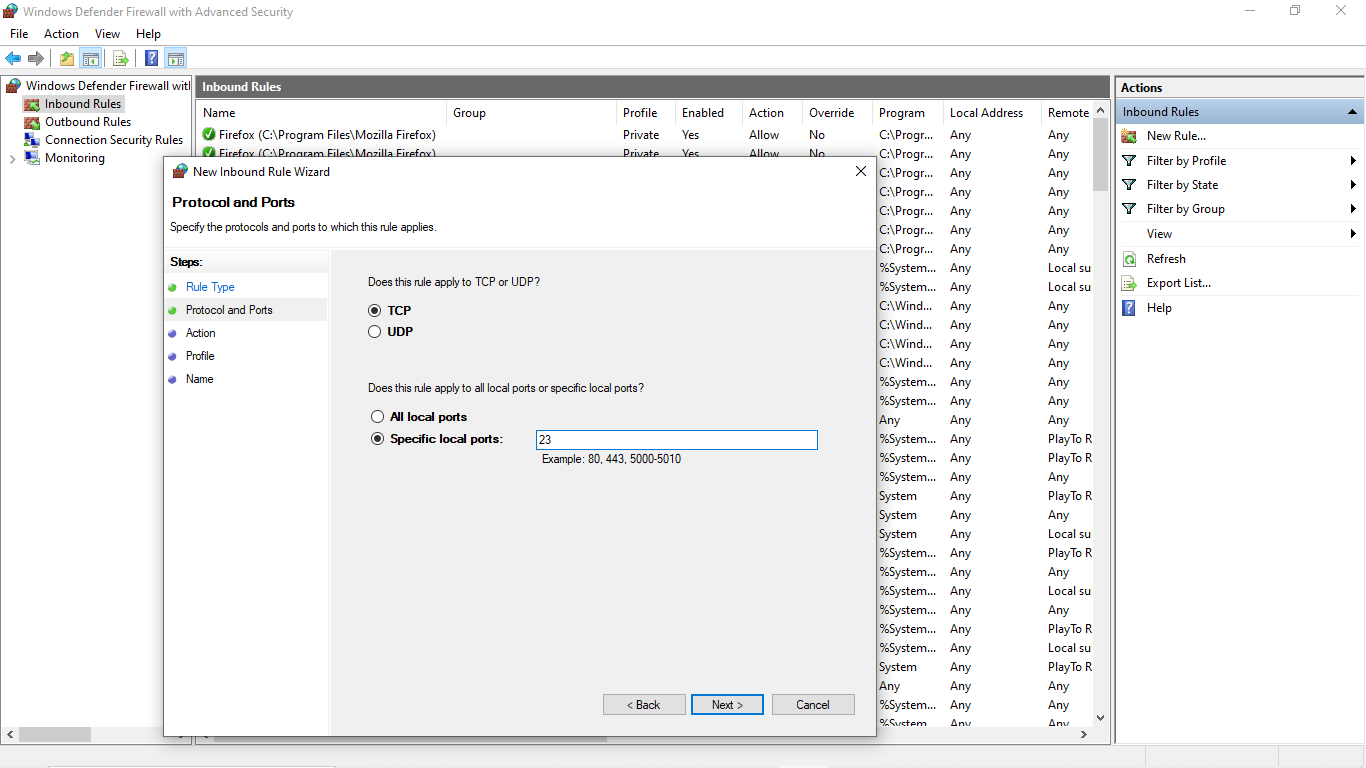 Windows Defender Firewall with Advanced Security
File Action View Help
Windows Defender Firewall wit
Inbound Rules
Outbound Rules
Connection Security Rules
Monitoring
Inbound Rules
Name Group Profile Enabled Action Override Program Local Address Remote
Firefox (C:\Program Files\Mozilla Firefox) Private Yes Allow No C:\Progr... Any Any
Firefox (C:\Program Files\Mozilla Firefox) Private Yes Allow No C:\Progr... Any Any
C:\Progr... Any Any
C:\Progr... Any Any
C:\Progr... Any Any
C:\Progr... Any Any
C:\Progr... Any Any
%System... Any Local su
%System... Any Local su
C:\Wind... Any Any
C:\Wind... Any Any
C:\Wind... Any Any
C:\Wind... Any Any
%System... Any Any
%System... Any Any
Any Any Any
%System... Any PlayTo R
%System... Any PlayTo R
%System... Any Any
System Any PlayTo R
System Any Any
System Any Local su
%System... Any PlayTo R
%System... Any Any
%System... Any Local su
%System... Any Any
%System... Any PlayTo R
%System... Any Local su
System Any PlayTo R
Any Any Any
%System... Any Any
%System... Any Any
New Inbound Rule Wizard
Protocol and Ports
Specify the protocols and ports to which this rule applies.
Steps:
Rule Type
Protocol and Ports
Action
Profile
Name
Does this rule apply to TCP or UDP?
TCP
UDP
Does this rule apply to all local ports or specific local ports?
All local ports
Specific local ports: 23
Example: 80, 443, 5000-5010
< Back Next > Cancel
Actions
Inbound Rules
New Rule...
Filter by Profile
Filter by State
Filter by Group
View
Refresh
Export List...
Help